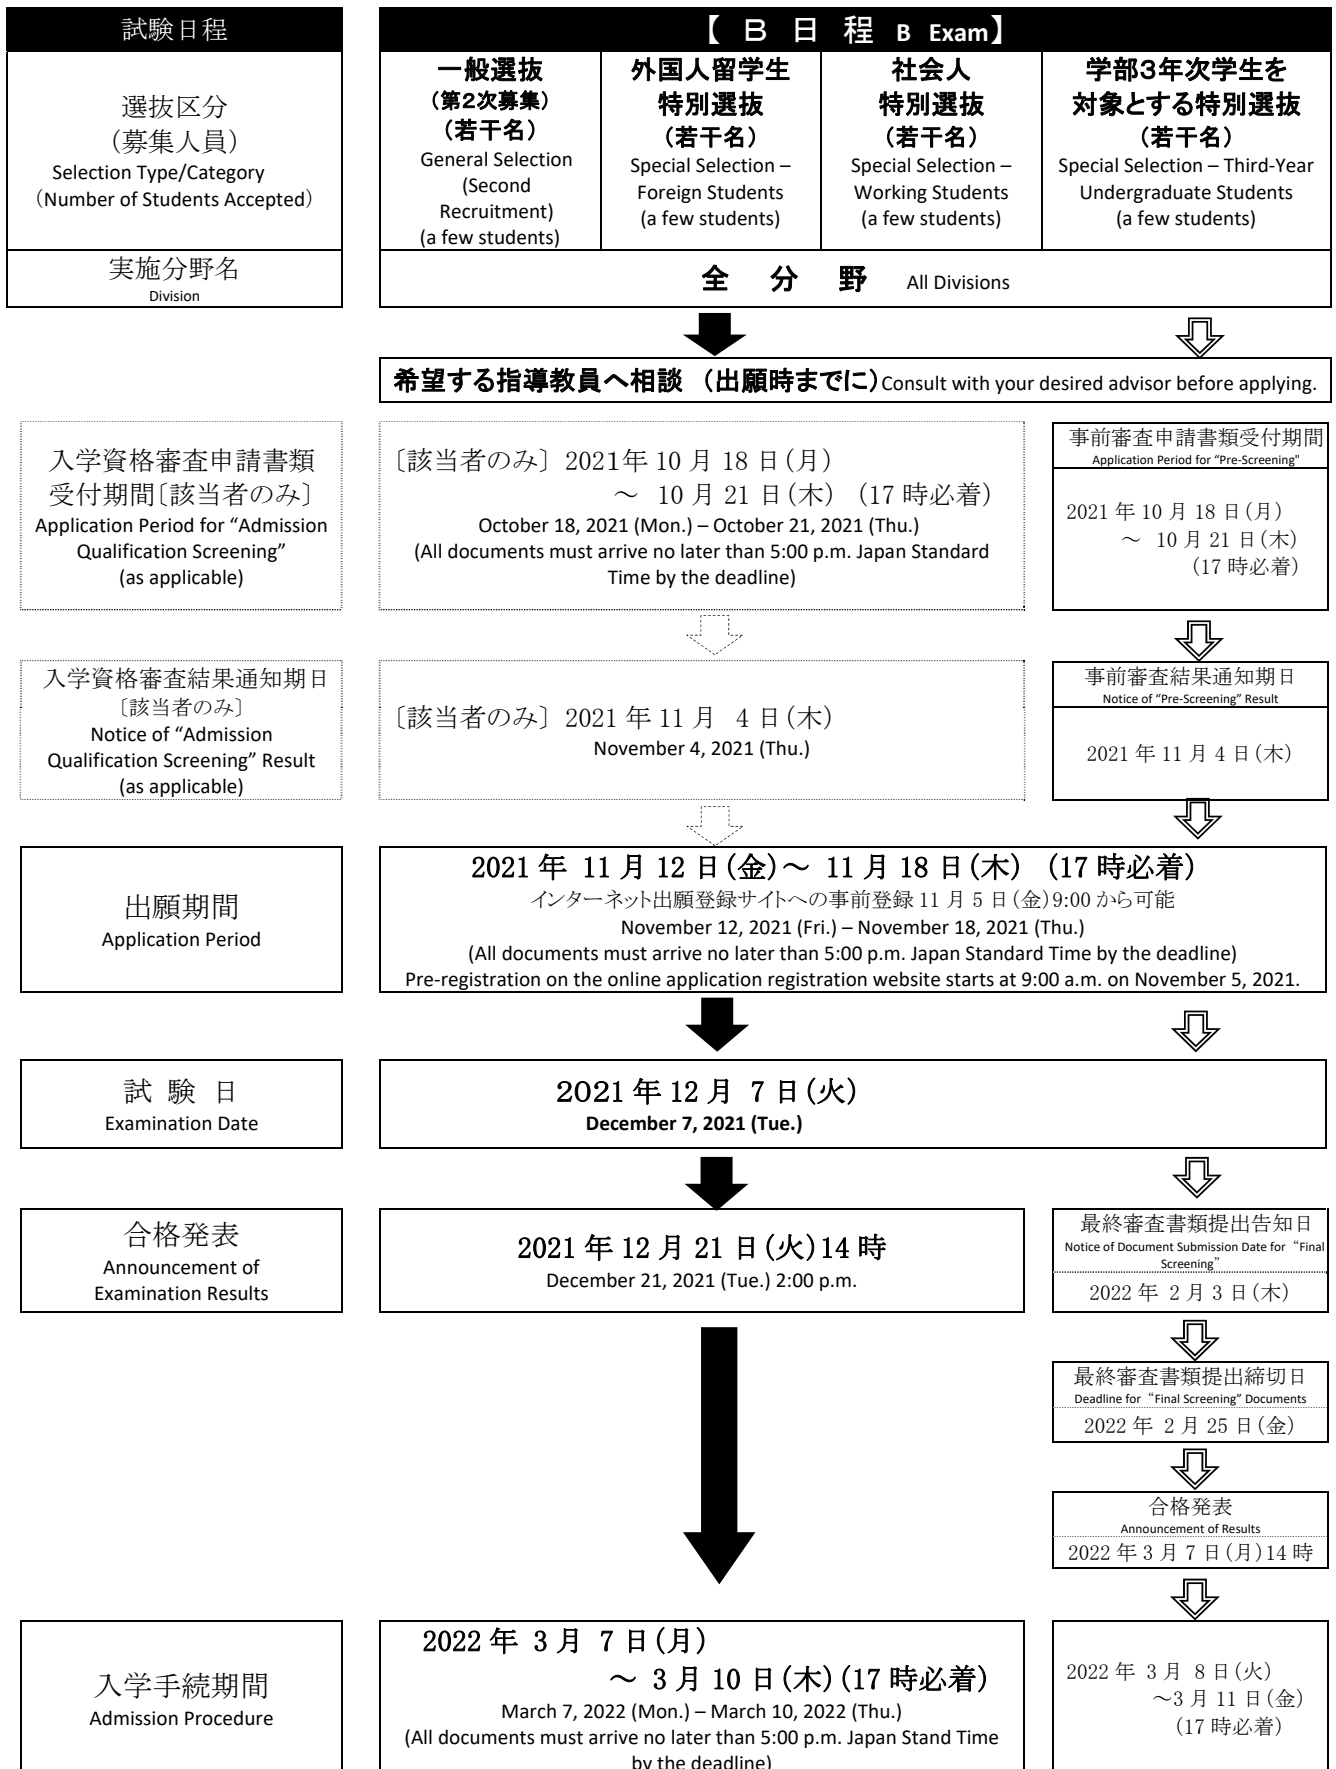 試験日程
【 B 日 程 B Exam】
選抜区分
（募集人員）
Selection Type/Category
（Number of Students Accepted）
一般選抜
（第2次募集）
（若干名）
General Selection
(Second
Recruitment)
(a few students)
外国人留学生
特別選抜
（若干名）
Special Selection –
Foreign Students
(a few students)
社会人
特別選抜
（若干名）
Special Selection –
Working Students
(a few students)
学部3年次学生を
対象とする特別選抜
（若干名）
Special Selection – Third-Year
Undergraduate Students
(a few students)
実施分野名
Division
全 分 野 All Divisions
希望する指導教員へ相談 （出願時までに）Consult with your desired advisor before applying.
入学資格審査申請書類
受付期間〔該当者のみ〕
Application Period for “Admission
Qualification Screening”
(as applicable)
〔該当者のみ〕 2021年 10 月 18 日（月）
～ 10 月 21 日（木） （17 時必着）
October 18, 2021 (Mon.) – October 21, 2021 (Thu.)
(All documents must arrive no later than 5:00 p.m. Japan Standard
Time by the deadline)
事前審査申請書類受付期間
Application Period for “Pre-Screening"
2021 年 10 月 18 日（月）
～ 10 月 21 日（木）
（17 時必着）
入学資格審査結果通知期日
〔該当者のみ〕
Notice of “Admission
Qualification Screening” Result
(as applicable)
〔該当者のみ〕 2021 年 11 月 4 日（木）
November 4, 2021 (Thu.)
事前審査結果通知期日
Notice of “Pre-Screening” Result
2021 年 11 月 4 日（木）
出願期間
Application Period
2021 年 11 月 12 日（金）～ 11 月 18 日（木） （17 時必着）
インターネット出願登録サイトへの事前登録 11 月 5 日（金）9:00 から可能
November 12, 2021 (Fri.) – November 18, 2021 (Thu.)
(All documents must arrive no later than 5:00 p.m. Japan Standard Time by the deadline)
Pre-registration on the online application registration website starts at 9:00 a.m. on November 5, 2021.
試 験 日
Examination Date
2021 年 12 月 7 日（火）
December 7, 2021 (Tue.)
合格発表
Announcement of
Examination Results
2021 年 12 月 21 日（火）14 時
December 21, 2021 (Tue.) 2:00 p.m.
最終審査書類提出告知日
Notice of Document Submission Date for “Final
Screening”
2022 年 2 月 3 日（木）
最終審査書類提出締切日
Deadline for “Final Screening” Documents
2022 年 2 月 25 日（金）
合格発表
Announcement of Results
2022 年 3 月 7 日（月）14 時
入学手続期間
Admission Procedure
2022 年 3 月 7 日（月）
～ 3 月 10 日（木）（17 時必着）
March 7, 2022 (Mon.) – March 10, 2022 (Thu.)
(All documents must arrive no later than 5:00 p.m. Japan Stand Time
by the deadline)
2022 年 3 月 8 日（火）
～3 月 11 日（金）
（17 時必着）